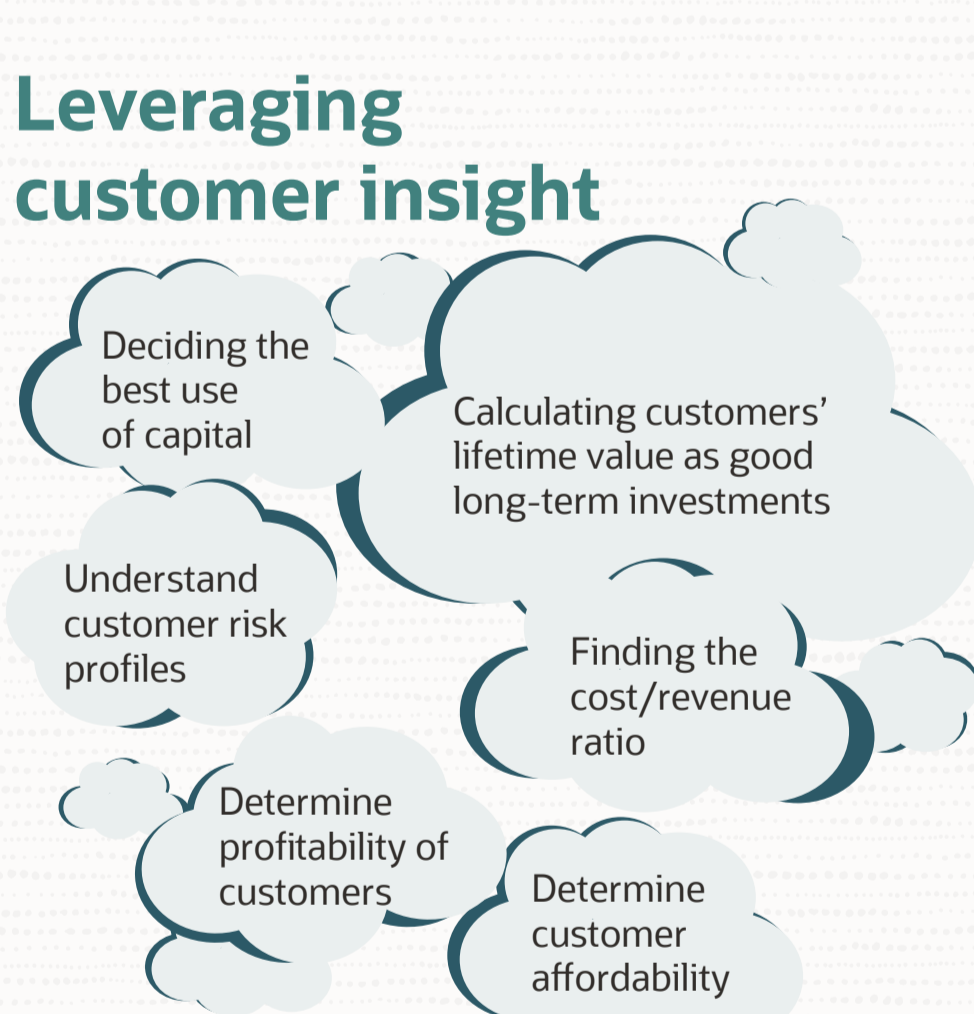 Leveraging
customer insight
Deciding the
best use
of capital
Calculating customers’
lifetime value as good
long-term investments
Understand
customer risk
profiles
Finding the
cost/revenue
ratio
Determine
profitability of
customers
Determine
customer
affordability